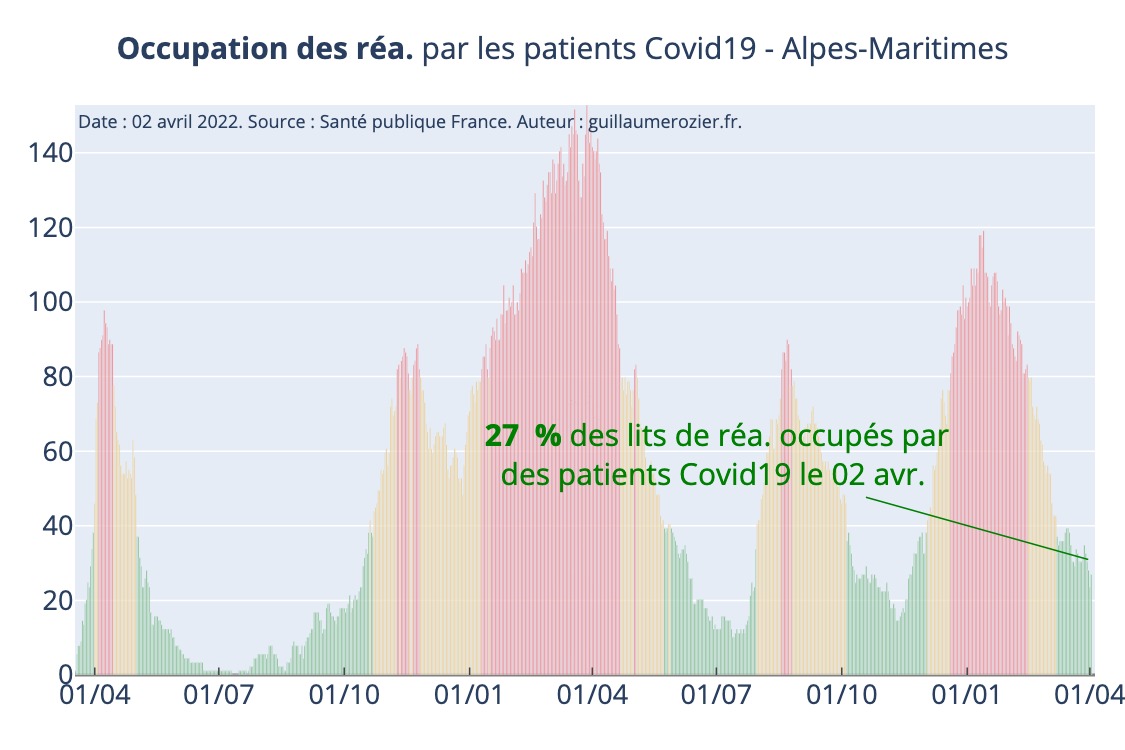 Occupation des réa. par les patients Covid19 - Alpes-Maritimes
Date : 02 avril 2022. Source : Santé publique France. Auteur : guillaumerozier.fr.
140
120
100
80
60
40
20
0
27 % des lits de réa. occupés par
des patients Covid19 le 02 avr.
01/04 01/07 01/10 01/01 01/04 01/07 01/10 01/01 01/04